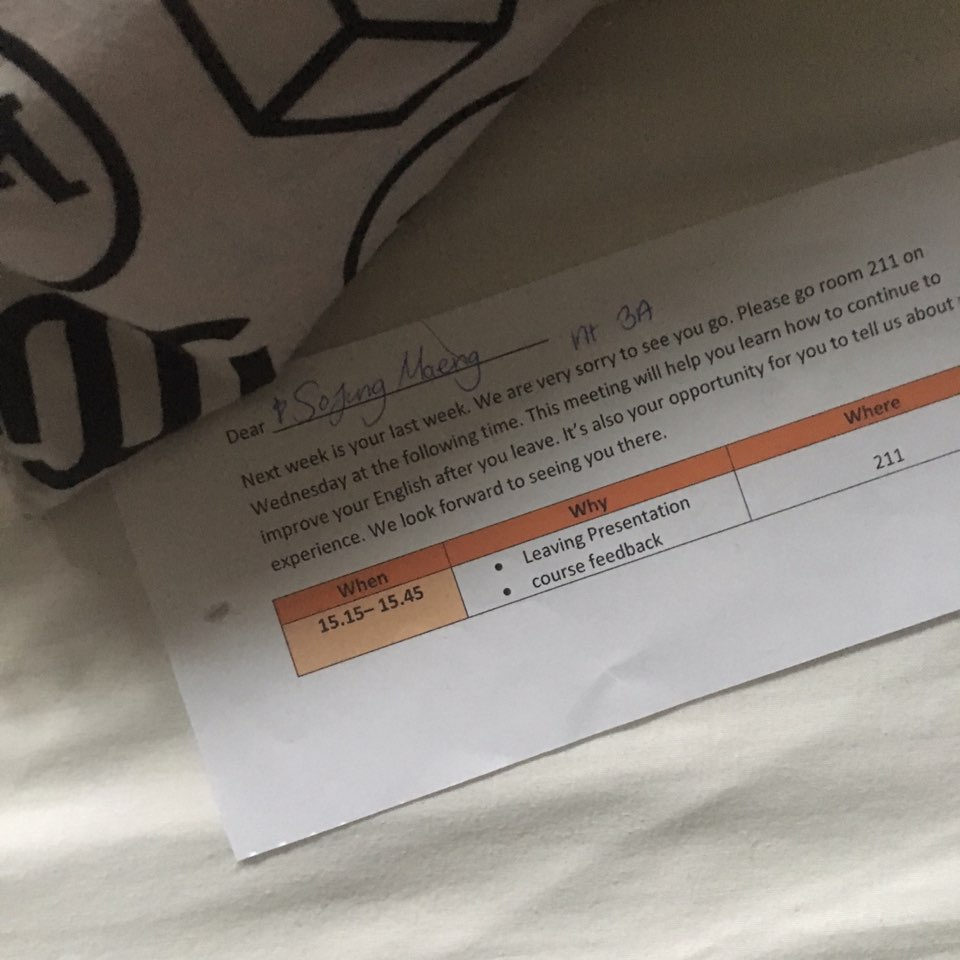 A
Dear Sojung Maeng Int 3A
Next week is your last week. We are very sorry to see you go. Please go room 211 on
Wednesday at the following time. This meeting will help you learn how to continue to
improve your English after you leave. It's also your opportunity for you to tell us about
experience. We look forward to seeing you there.
When Why Where
15.15– 15.45 • Leaving Presentation 211
• course feedback